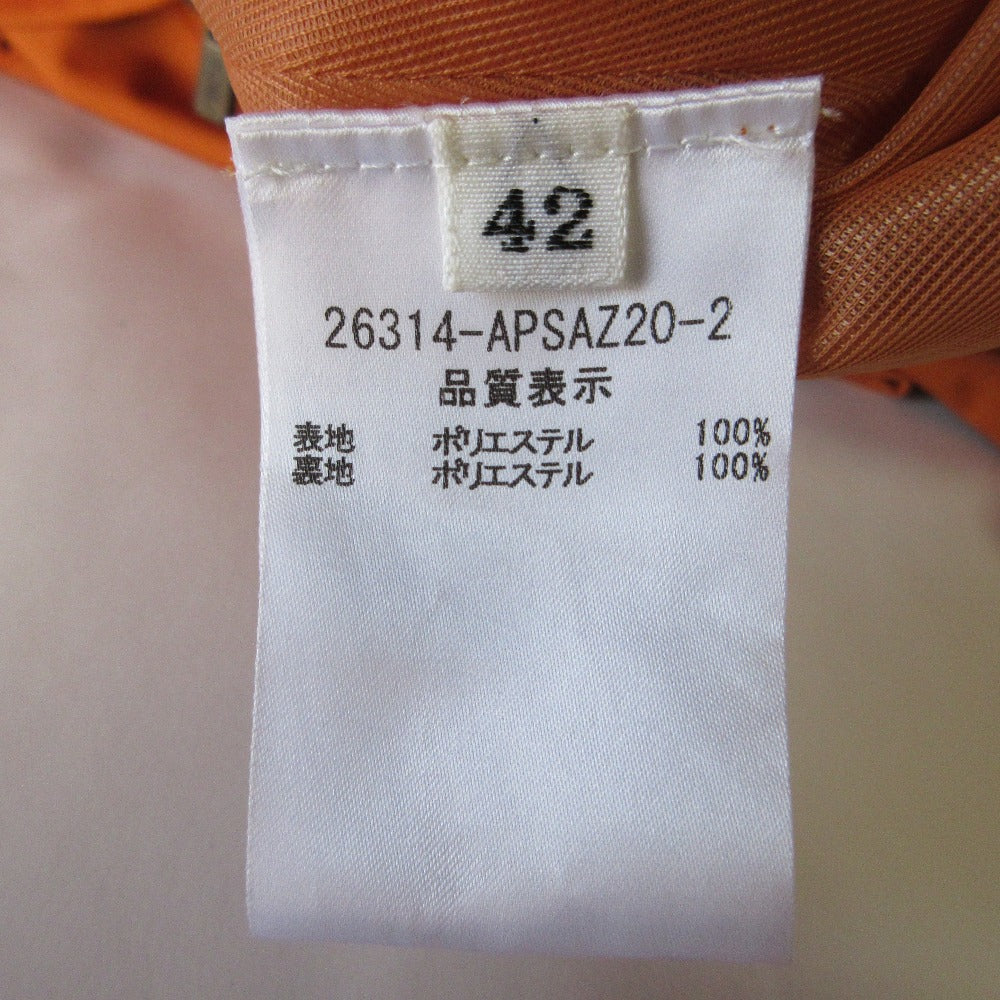 42
26314-APSAZ20-2
品質表示
表地 ポリエステル 100%
裏地 ポリエステル 100%